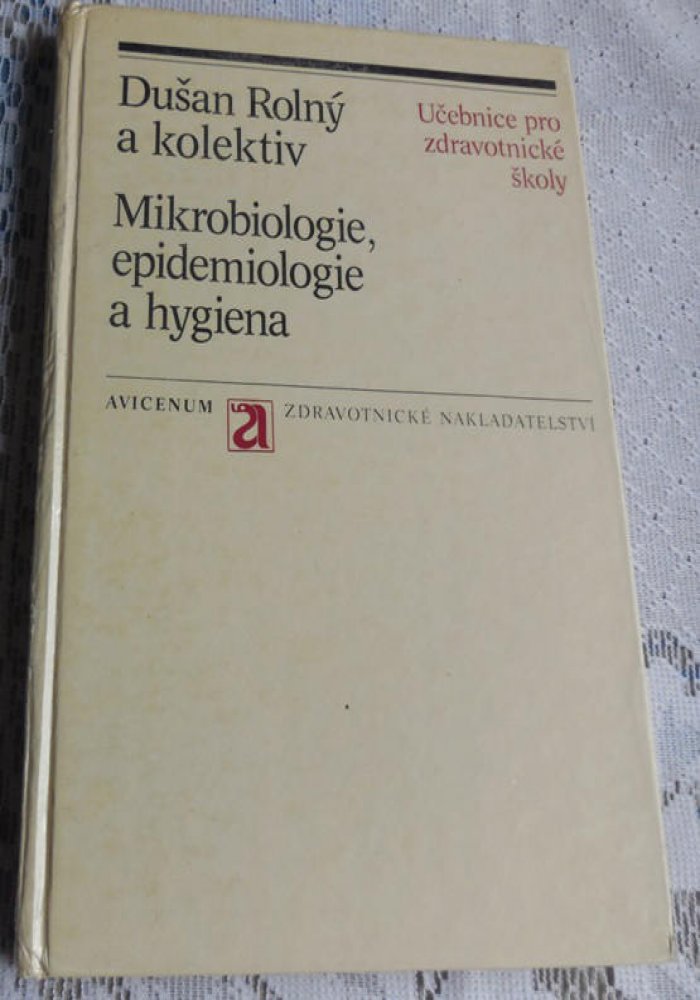 Dušan Rolný
a kolektiv
Učebnice pro
zdravotnické
školy
Mikrobiologie,
epidemiologie
a hygiena
AVICENUM a ZDRAVOTNICKÉ NAKLADATELSTVÍ